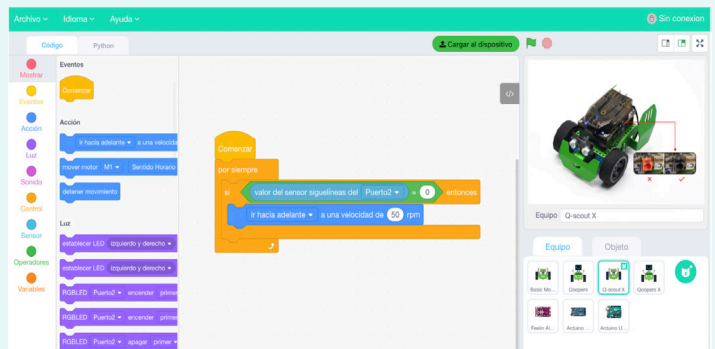 Archivo Idioma Ayuda Sin conexion
Código Python Cargar al dispositivo
Mostrar
Eventos
Acción
Luz
Sonido
Control
Sensor
Operadores
Variables
Eventos
Comenzar
Acción
ir hacia adelante a una velocida
mover motor M1 Sentido Horario
detener movimiento
Luz
establecer LED izquierdo y derecho
establecer LED izquierdo y derecho
RGBLED Puerto2 encender primer
RGBLED Puerto2 encender prime
RGBLED Puerto2 apagar primer
</>
Comenzar
por siempre
si valor del sensor siguelíneas del Puerto2 = 0 entonces
ir hacia adelante a una velocidad de 50 rpm
Equipo Q-scout X
Equipo Objeto
Basic Mo... Qoopers Q-scout X Qoopers X
Arduino ... Arduino U...